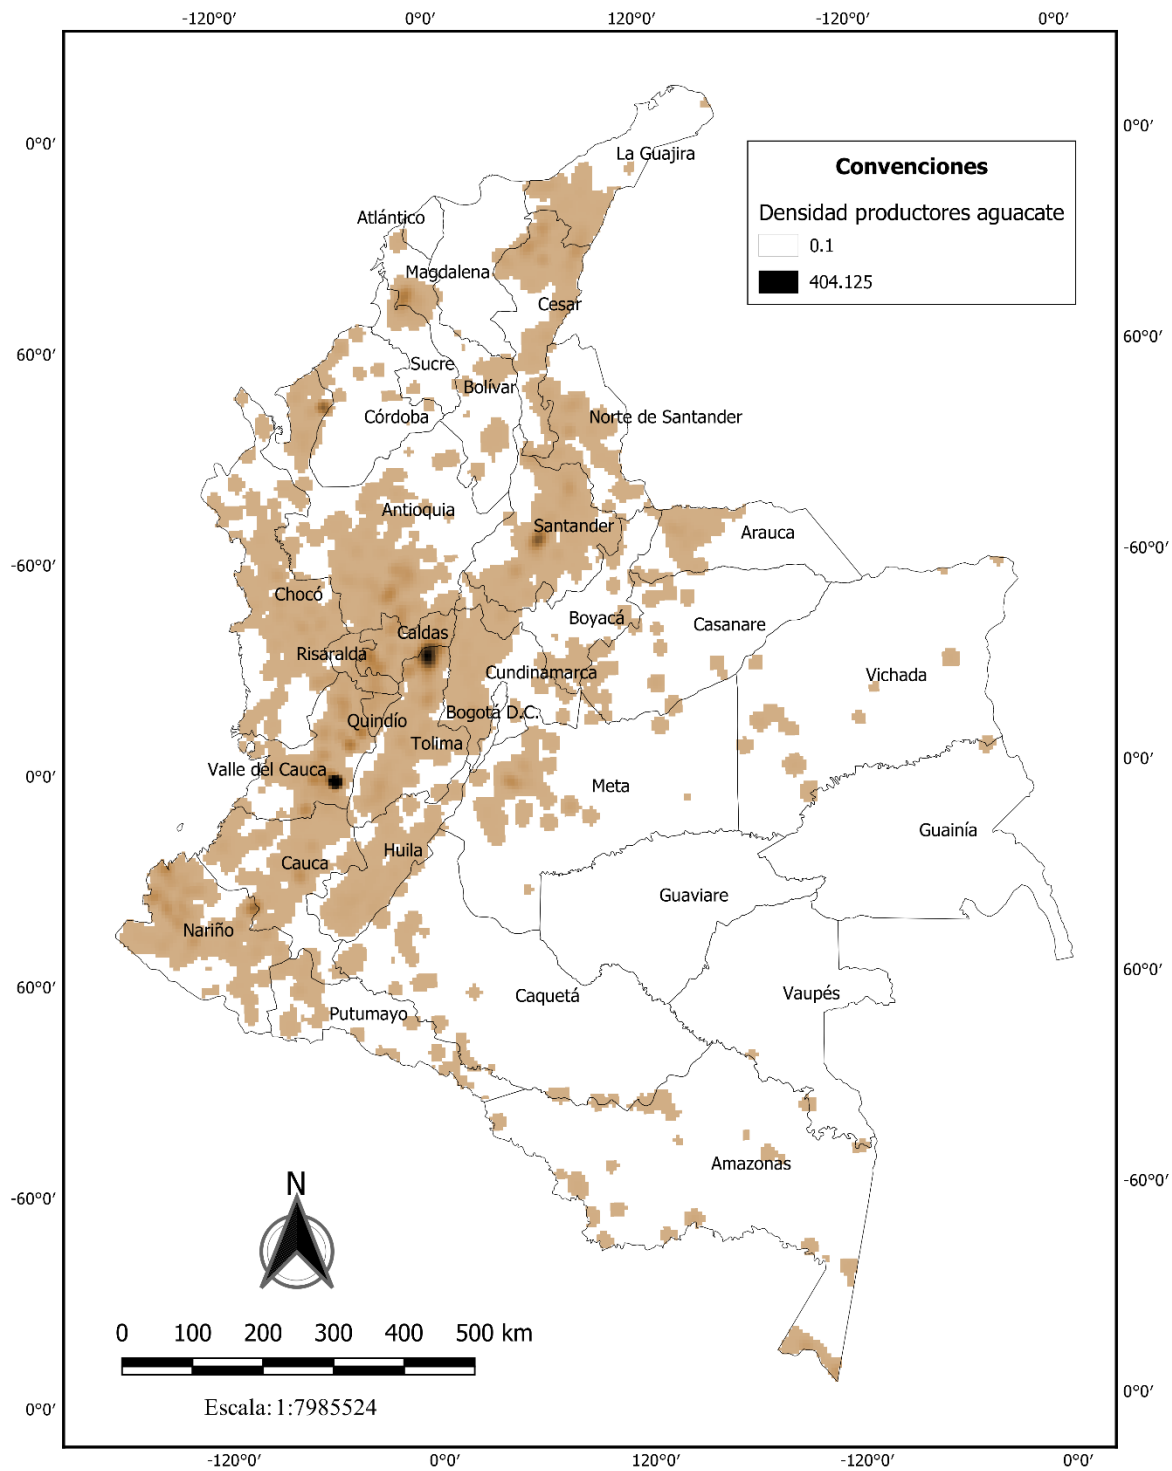 -120°0′ 0°0′ 120°0′ -120°0′ 0°0′
0°0′
0°0′
La Guajira
Convenciones
Densidad productores aguacate
0.1
404.125
Atlántico
Magdalena
Cesar
60°0′
60°0′
Sucre
Bolívar
Córdoba
Norte de Santander
Antioquia
Santander
Arauca
-60°0′
-60°0′
Chocó
Boyacá
Casanare
Caldas
Risaralda
Cundinamarca
Vichada
Quindío
Bogotá D.C.
Tolima
Valle del Cauca
Meta
0°0′
0°0′
Guainía
Cauca
Huila
Guaviare
Nariño
60°0′
60°0′
Caquetá
Vaupés
Putumayo
Amazonas
-60°0′
-60°0′
N
0 100 200 300 400 500 km
Escala: 1:7985524
0°0′
0°0′
-120°0′ 0°0′ 120°0′ -120°0′ 0°0′